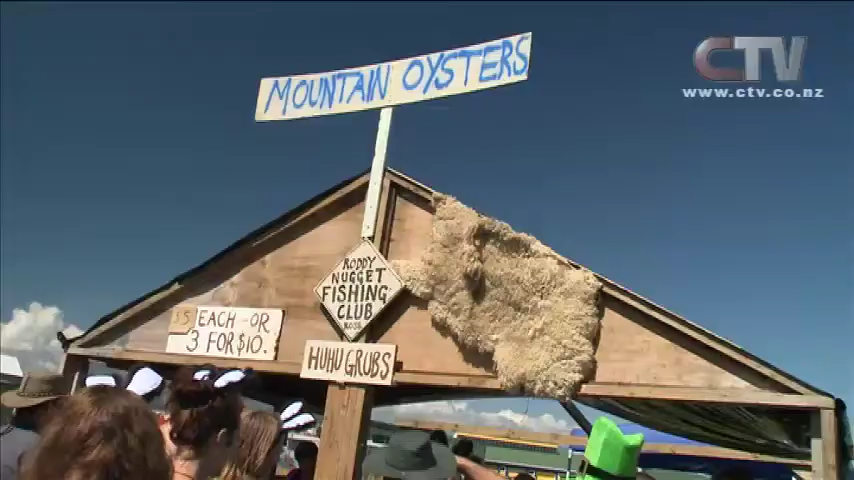 CTV
www.ctv.co.nz
MOUNTAIN OYSTERS
RODDY
NUGGET
FISHING
CLUB
$5 EACH-OR
3 FOR $10.
HUHU GRUBS